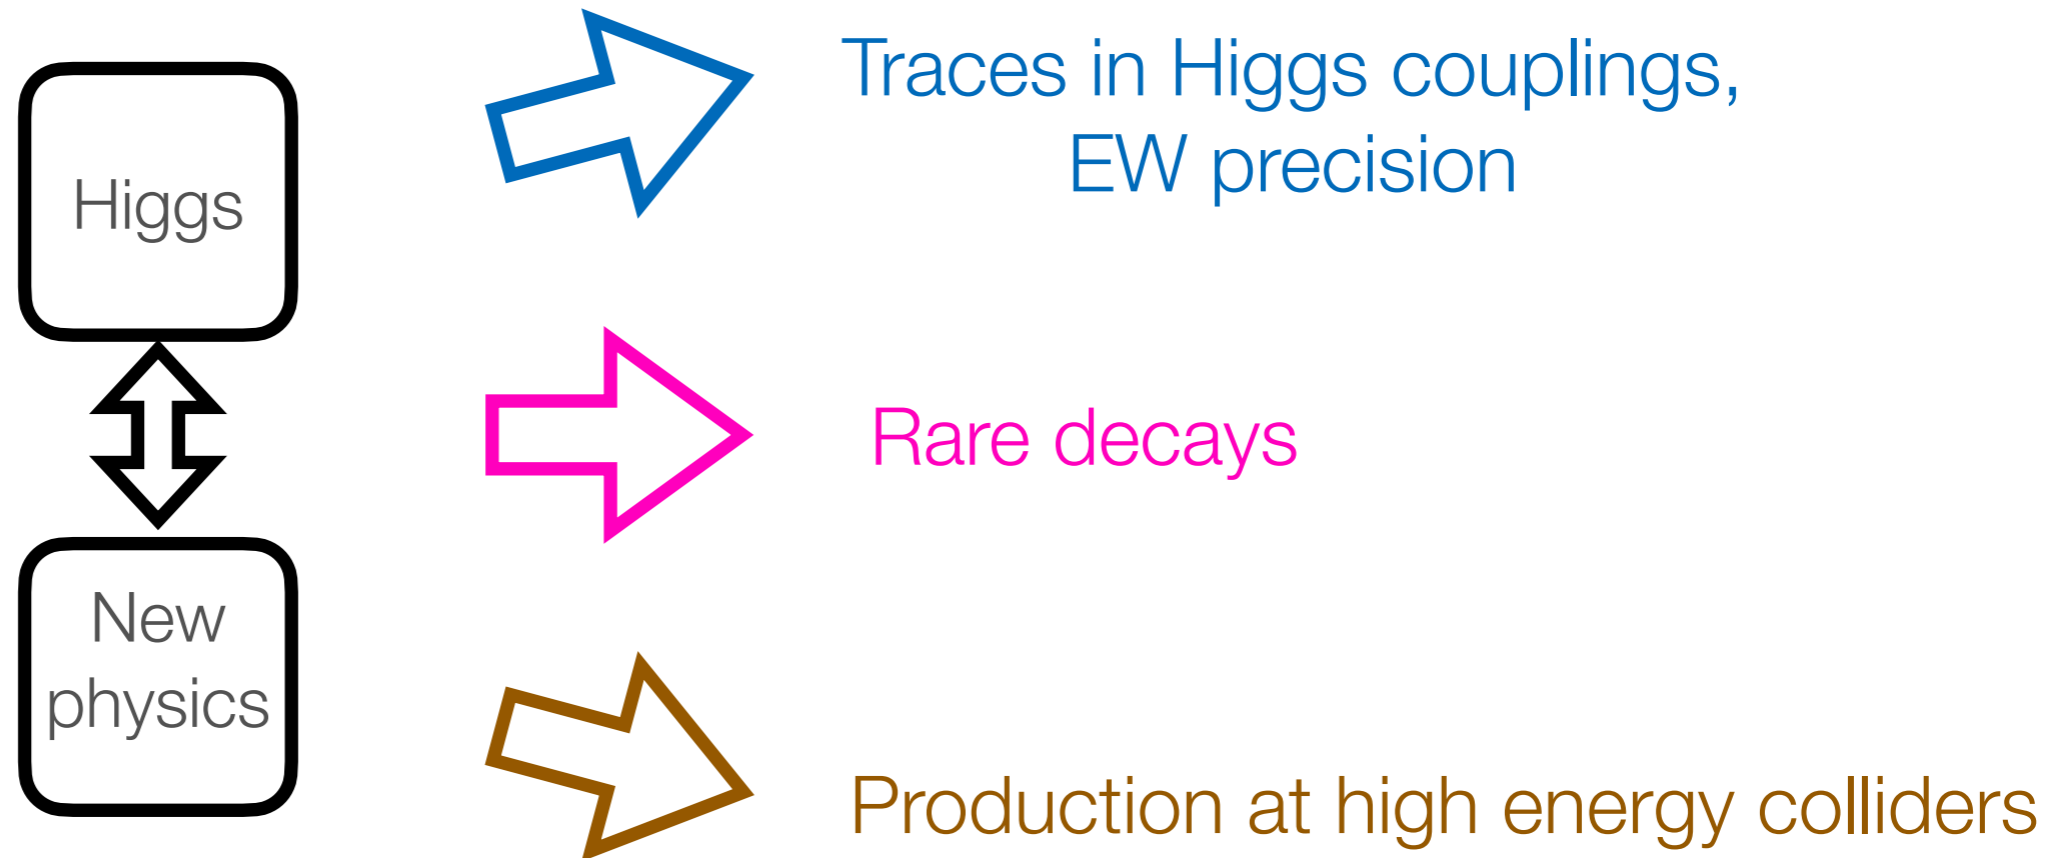 Higgs
New
physics
Traces in Higgs couplings,
EW precision
Rare decays
Production at high energy colliders